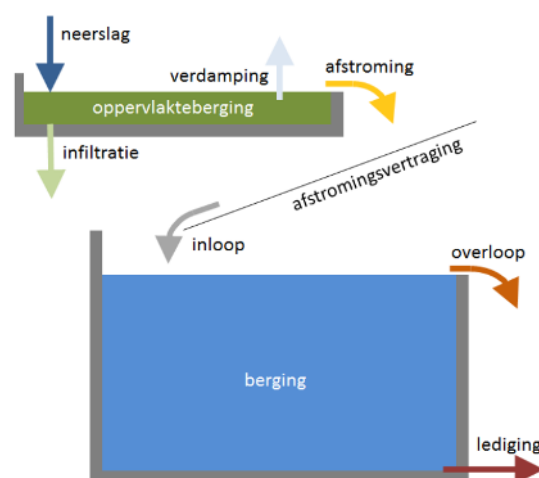 neerslag
verdamping
afstroming
oppervlakteberging
infiltratie
afstromingsvertraging
inloop
overloop
berging
lediging